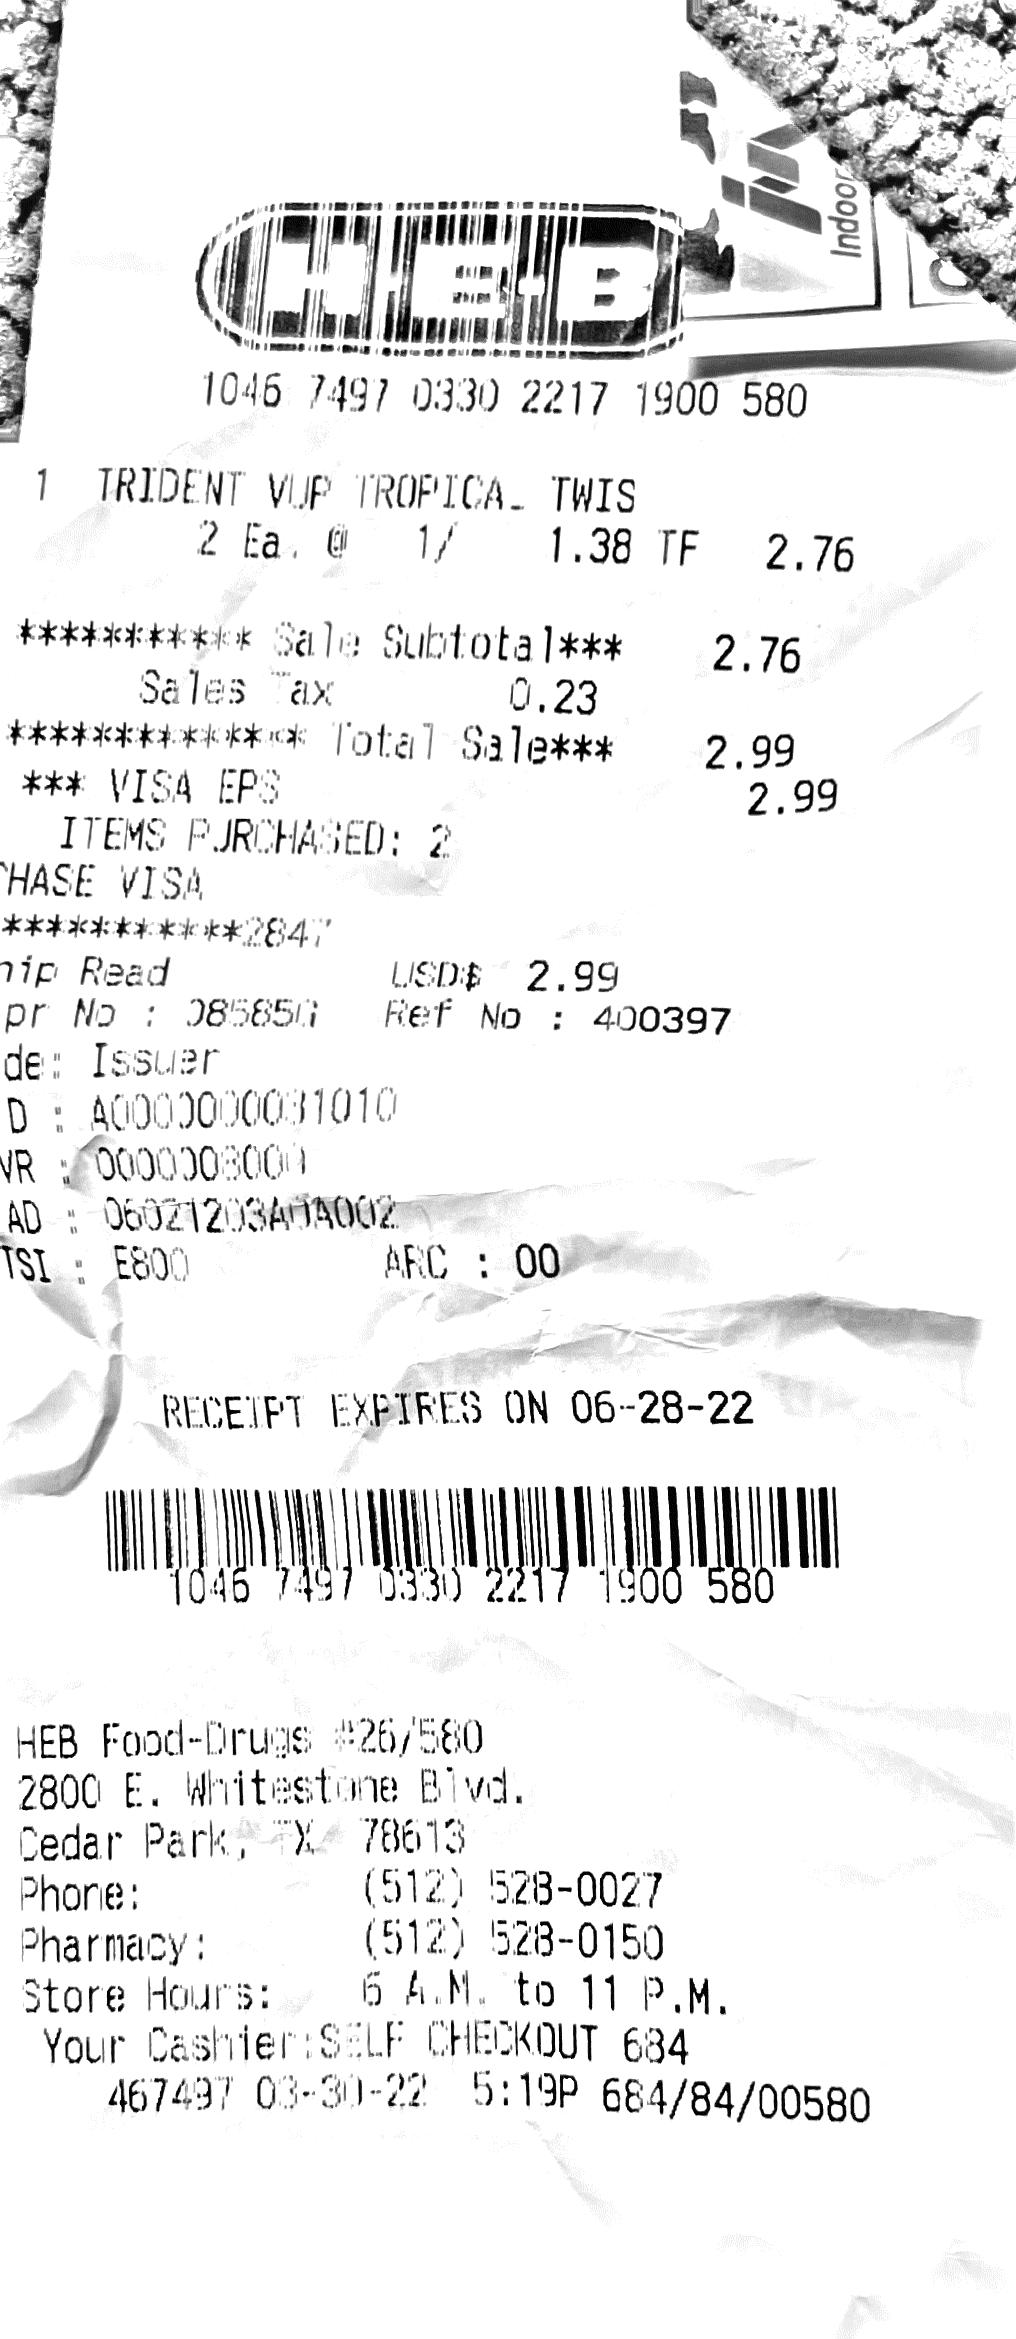 Indoor
H-E-B
1046 7497 0330 2217 1900 580
1 TRIDENT VUP TROPICAL TWIS
2 Ea. @ 1/ 1.38 TF 2.76
*********** Sale Subtotal*** 2.76
Sales Tax 0.23
************** Total Sale*** 2.99
*** VISA EPS 2.99
ITEMS PURCHASED: 2
CHASE VISA
************2847
hip Read USD$ 2.99
pr No : 085850 Ref No : 400397
de: Issuer
D : A0000000031010
VR : 0000008000
AD : 06021203A0A002
TSI : E800 ARC : 00
RECEIPT EXPIRES ON 06-28-22
1046 7497 0330 2217 1900 580
HEB Food-Drugs #26/580
2800 E. Whitestone Blvd.
Cedar Park, TX 78613
Phone: (512) 528-0027
Pharmacy: (512) 528-0150
Store Hours: 6 A.M. to 11 P.M.
Your Cashier:SELF CHECKOUT 684
467497 03-30-22 5:19P 684/84/00580